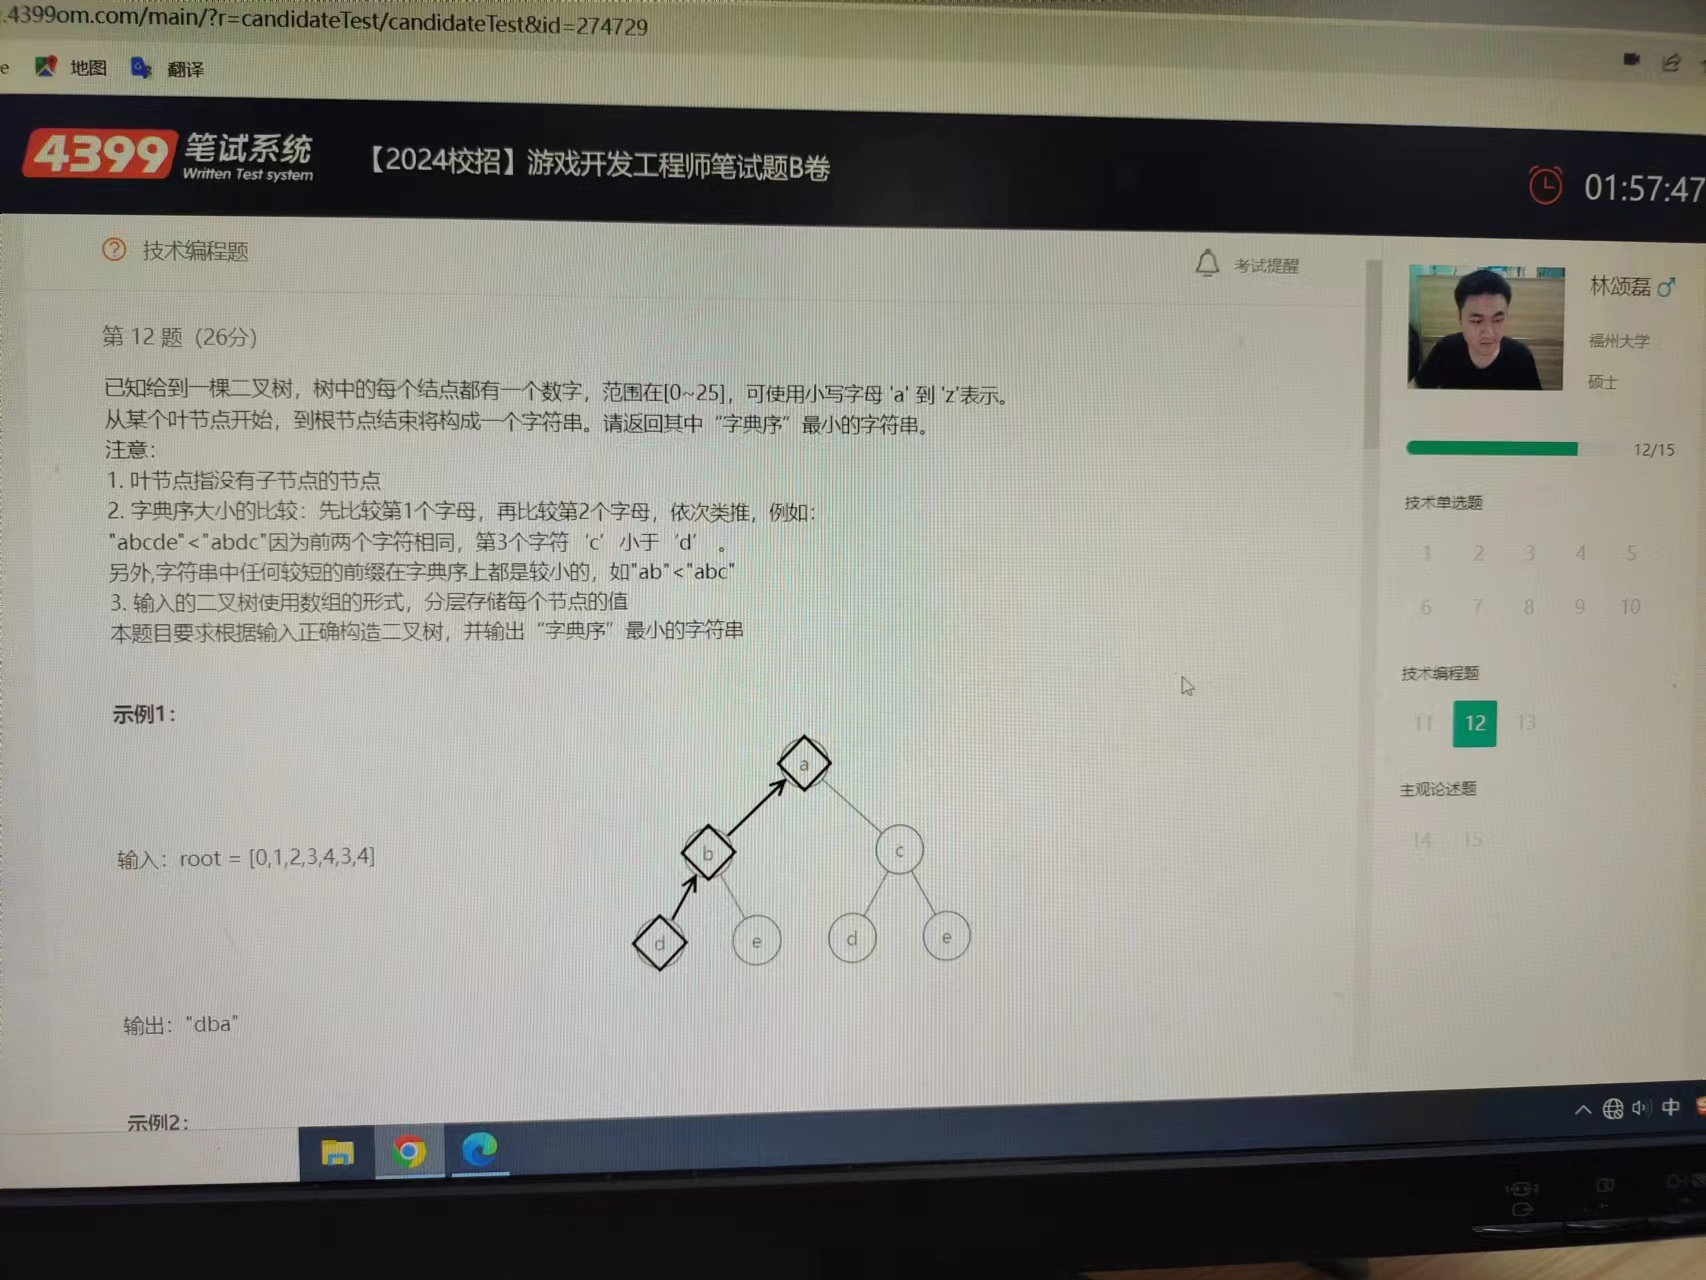 .4399om.com/main/?r=candidateTest/candidateTest&id=274729
e 地图 翻译
4399 笔试系统
Written Test system
【2024校招】游戏开发工程师笔试题B卷
01:57:47
技术编程题
考试提醒
林颂磊
福州大学
硕士
12/15
第 12 题 (26分)
已知给到一棵二叉树，树中的每个结点都有一个数字，范围在[0~25]，可使用小写字母 'a' 到 'z'表示。
从某个叶节点开始，到根节点结束将构成一个字符串。请返回其中“字典序”最小的字符串。
注意：
1. 叶节点指没有子节点的节点
2. 字典序大小的比较：先比较第1个字母，再比较第2个字母，依次类推，例如：
"abcde"<"abdc"因为前两个字符相同，第3个字符‘c’小于‘d’ 。
另外,字符串中任何较短的前缀在字典序上都是较小的，如"ab"<"abc"
3. 输入的二叉树使用数组的形式，分层存储每个节点的值
本题目要求根据输入正确构造二叉树，并输出“字典序”最小的字符串
技术单选题
1 2 3 4 5
6 7 8 9 10
技术编程题
11 12 13
主观论述题
14 15
示例1：
a
b c
d e d e
输入：root = [0,1,2,3,4,3,4]
输出："dba"
示例2：
中